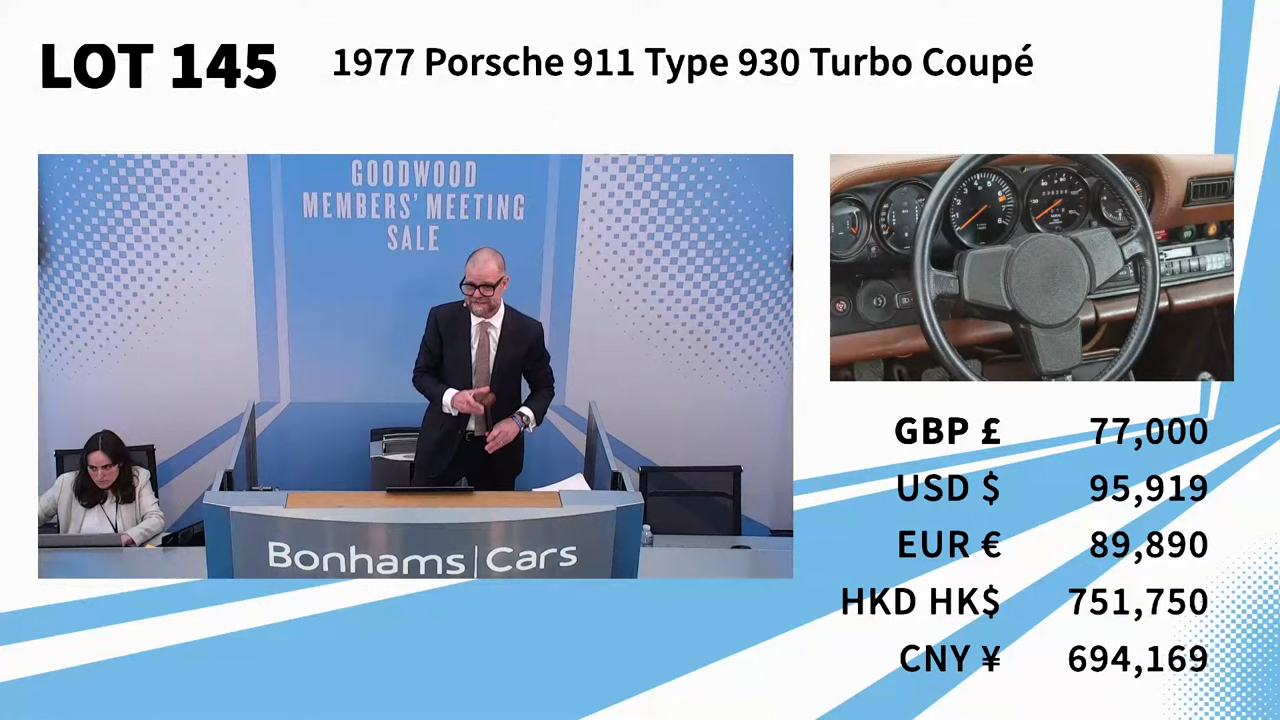 LOT 145
1977 Porsche 911 Type 930 Turbo Coupé
GOODWOOD
MEMBERS' MEETING
SALE
Bonhams|Cars
GBP £ 77,000
USD $ 95,919
EUR € 89,890
HKD HK$ 751,750
CNY ¥ 694,169